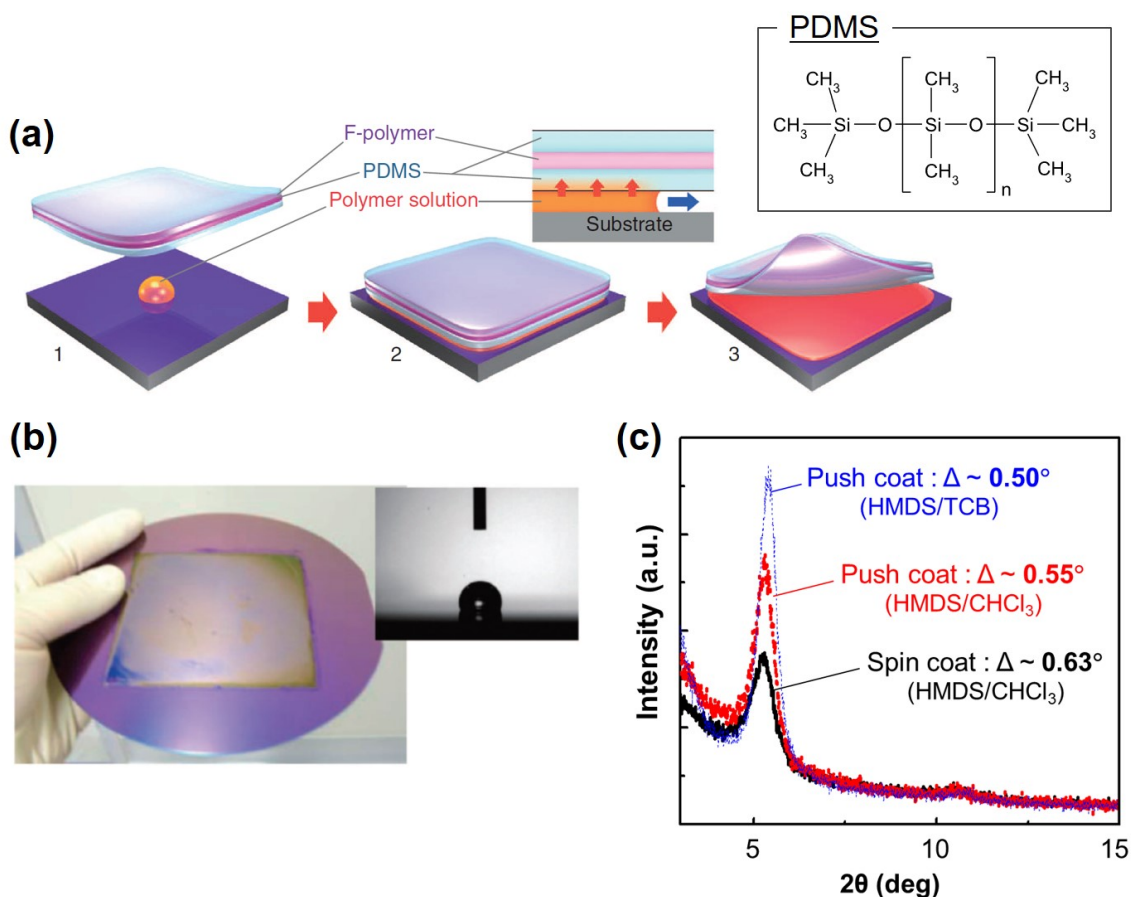 PDMS
CH3 CH3 CH3
CH3 Si O Si O Si CH3
CH3 CH3 CH3
n
(a)
F-polymer
PDMS
Polymer solution
Substrate
1
2
3
(b)
(c)
Push coat : Δ ~ 0.50°
(HMDS/TCB)
Push coat : Δ ~ 0.55°
(HMDS/CHCl3)
Spin coat : Δ ~ 0.63°
(HMDS/CHCl3)
Intensity (a.u.)
5 10 15
2θ (deg)